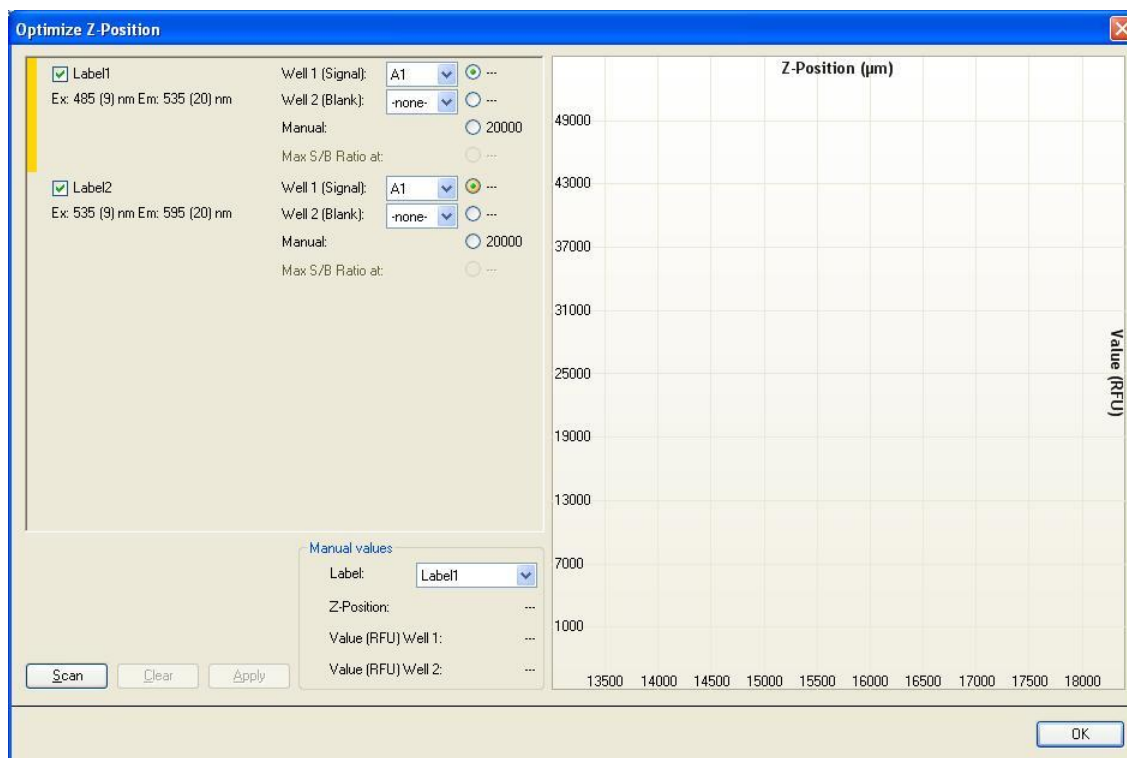 Optimize Z-Position
Label1
Well 1 (Signal): A1 ---
Ex: 485 (9) nm Em: 535 (20) nm
Well 2 (Blank): -none- ---
Manual: 20000
Max S/B Ratio at: ---
Label2
Well 1 (Signal): A1 ---
Ex: 535 (9) nm Em: 595 (20) nm
Well 2 (Blank): -none- ---
Manual: 20000
Max S/B Ratio at: ---
Manual values
Label: Label1
Z-Position: ---
Value (RFU) Well 1: ---
Value (RFU) Well 2: ---
Scan Clear Apply
Z-Position (µm)
49000
43000
37000
31000
25000
19000
13000
7000
1000
Value (RFU)
13500 14000 14500 15000 15500 16000 16500 17000 17500 18000
OK